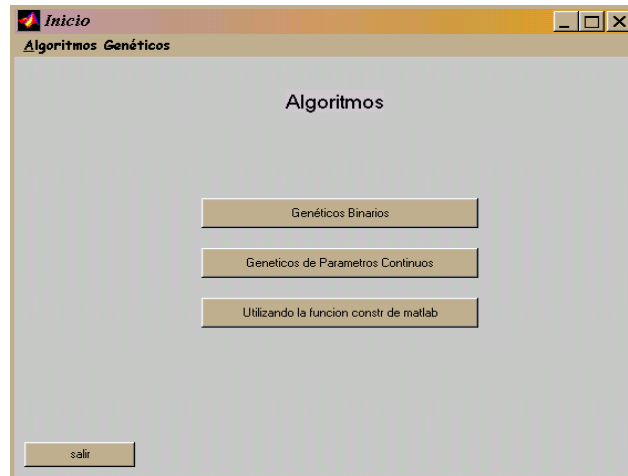 Inicio
Algoritmos Genéticos
Algoritmos
Genéticos Binarios
Geneticos de Parametros Continuos
Utilizando la funcion constr de matlab
salir